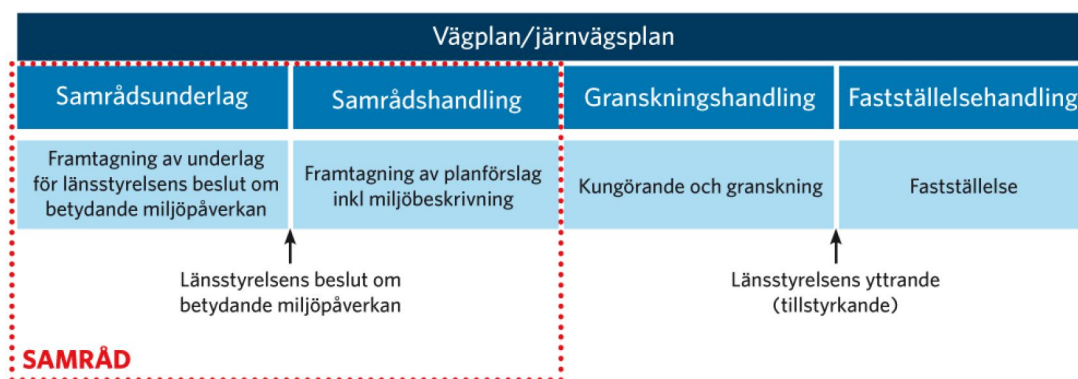 Vägplan/järnvägsplan
Samrådsunderlag
Samrådshandling
Granskningshandling
Fastställelsehandling
Framtagning av underlag
för länsstyrelsens beslut om
betydande miljöpåverkan
Framtagning av planförslag
inkl miljöbeskrivning
Kungörande och granskning
Fastställelse
Länsstyrelsens beslut om
betydande miljöpåverkan
Länsstyrelsens yttrande
(tillstyrkande)
SAMRÅD